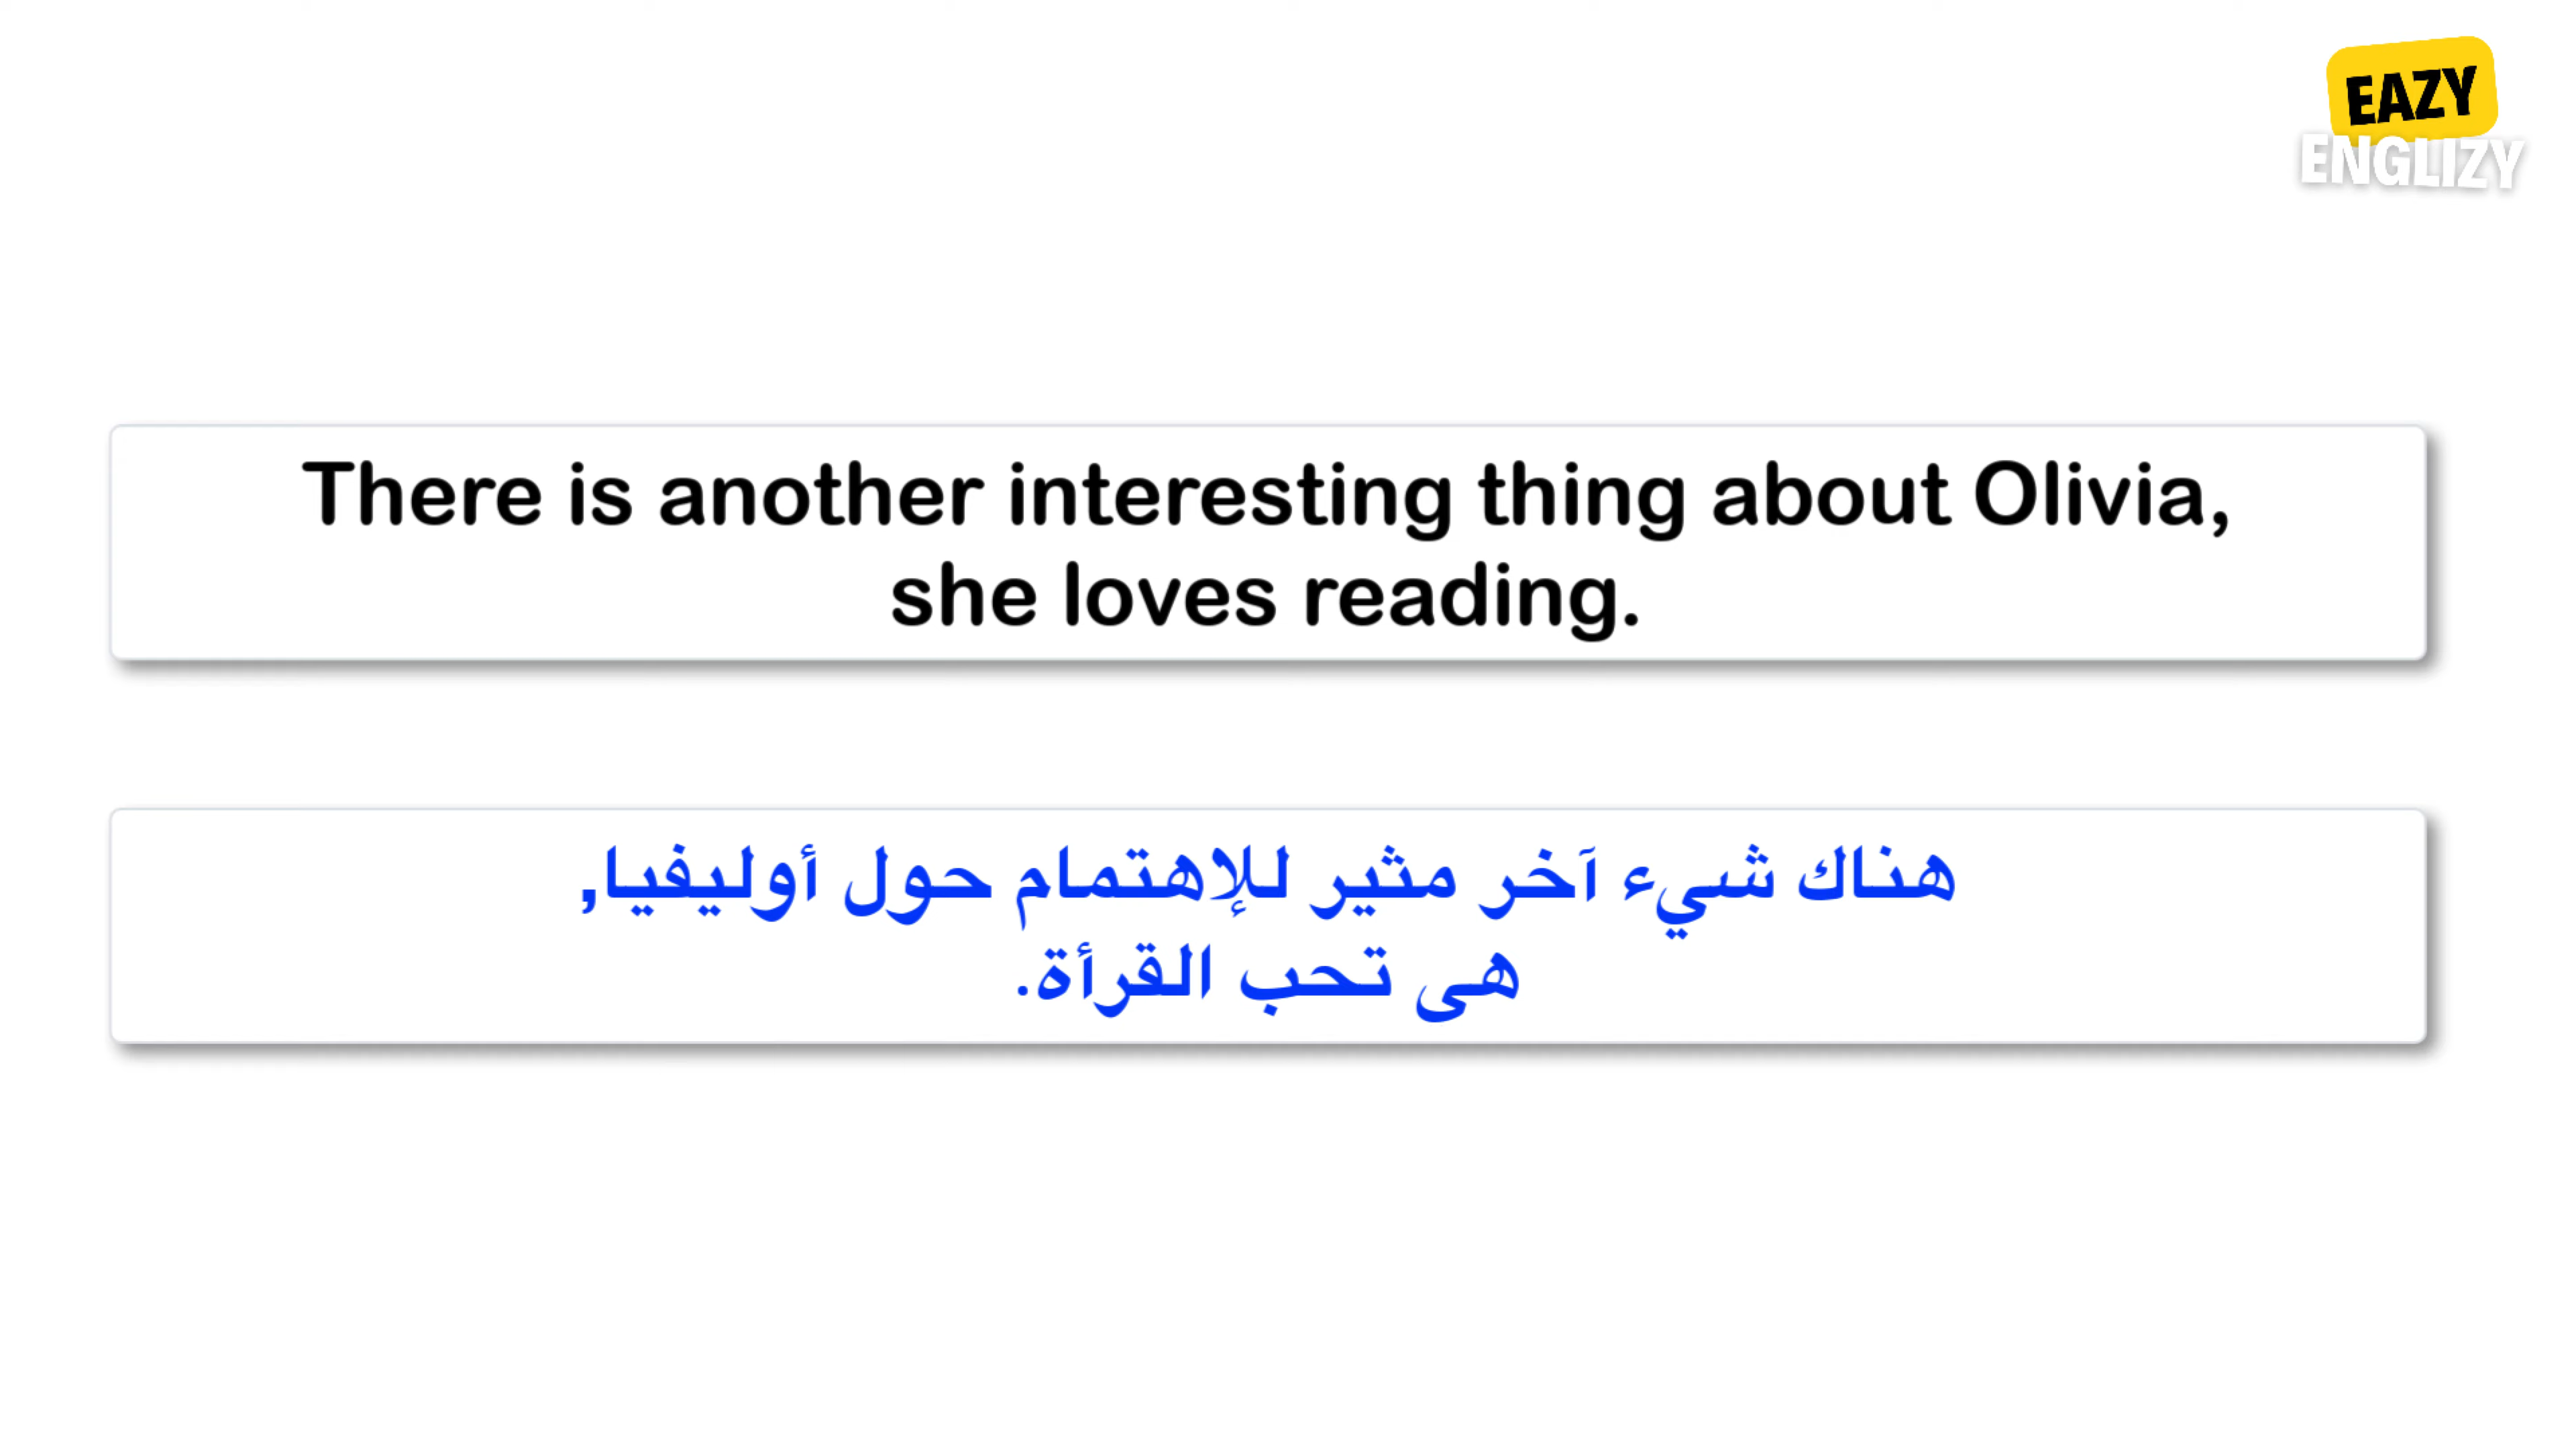 EAZY
ENGLIZY
There is another interesting thing about Olivia,
she loves reading.
هناك شيء آخر مثير للإهتمام حول أوليفيا,
هى تحب القرأة.